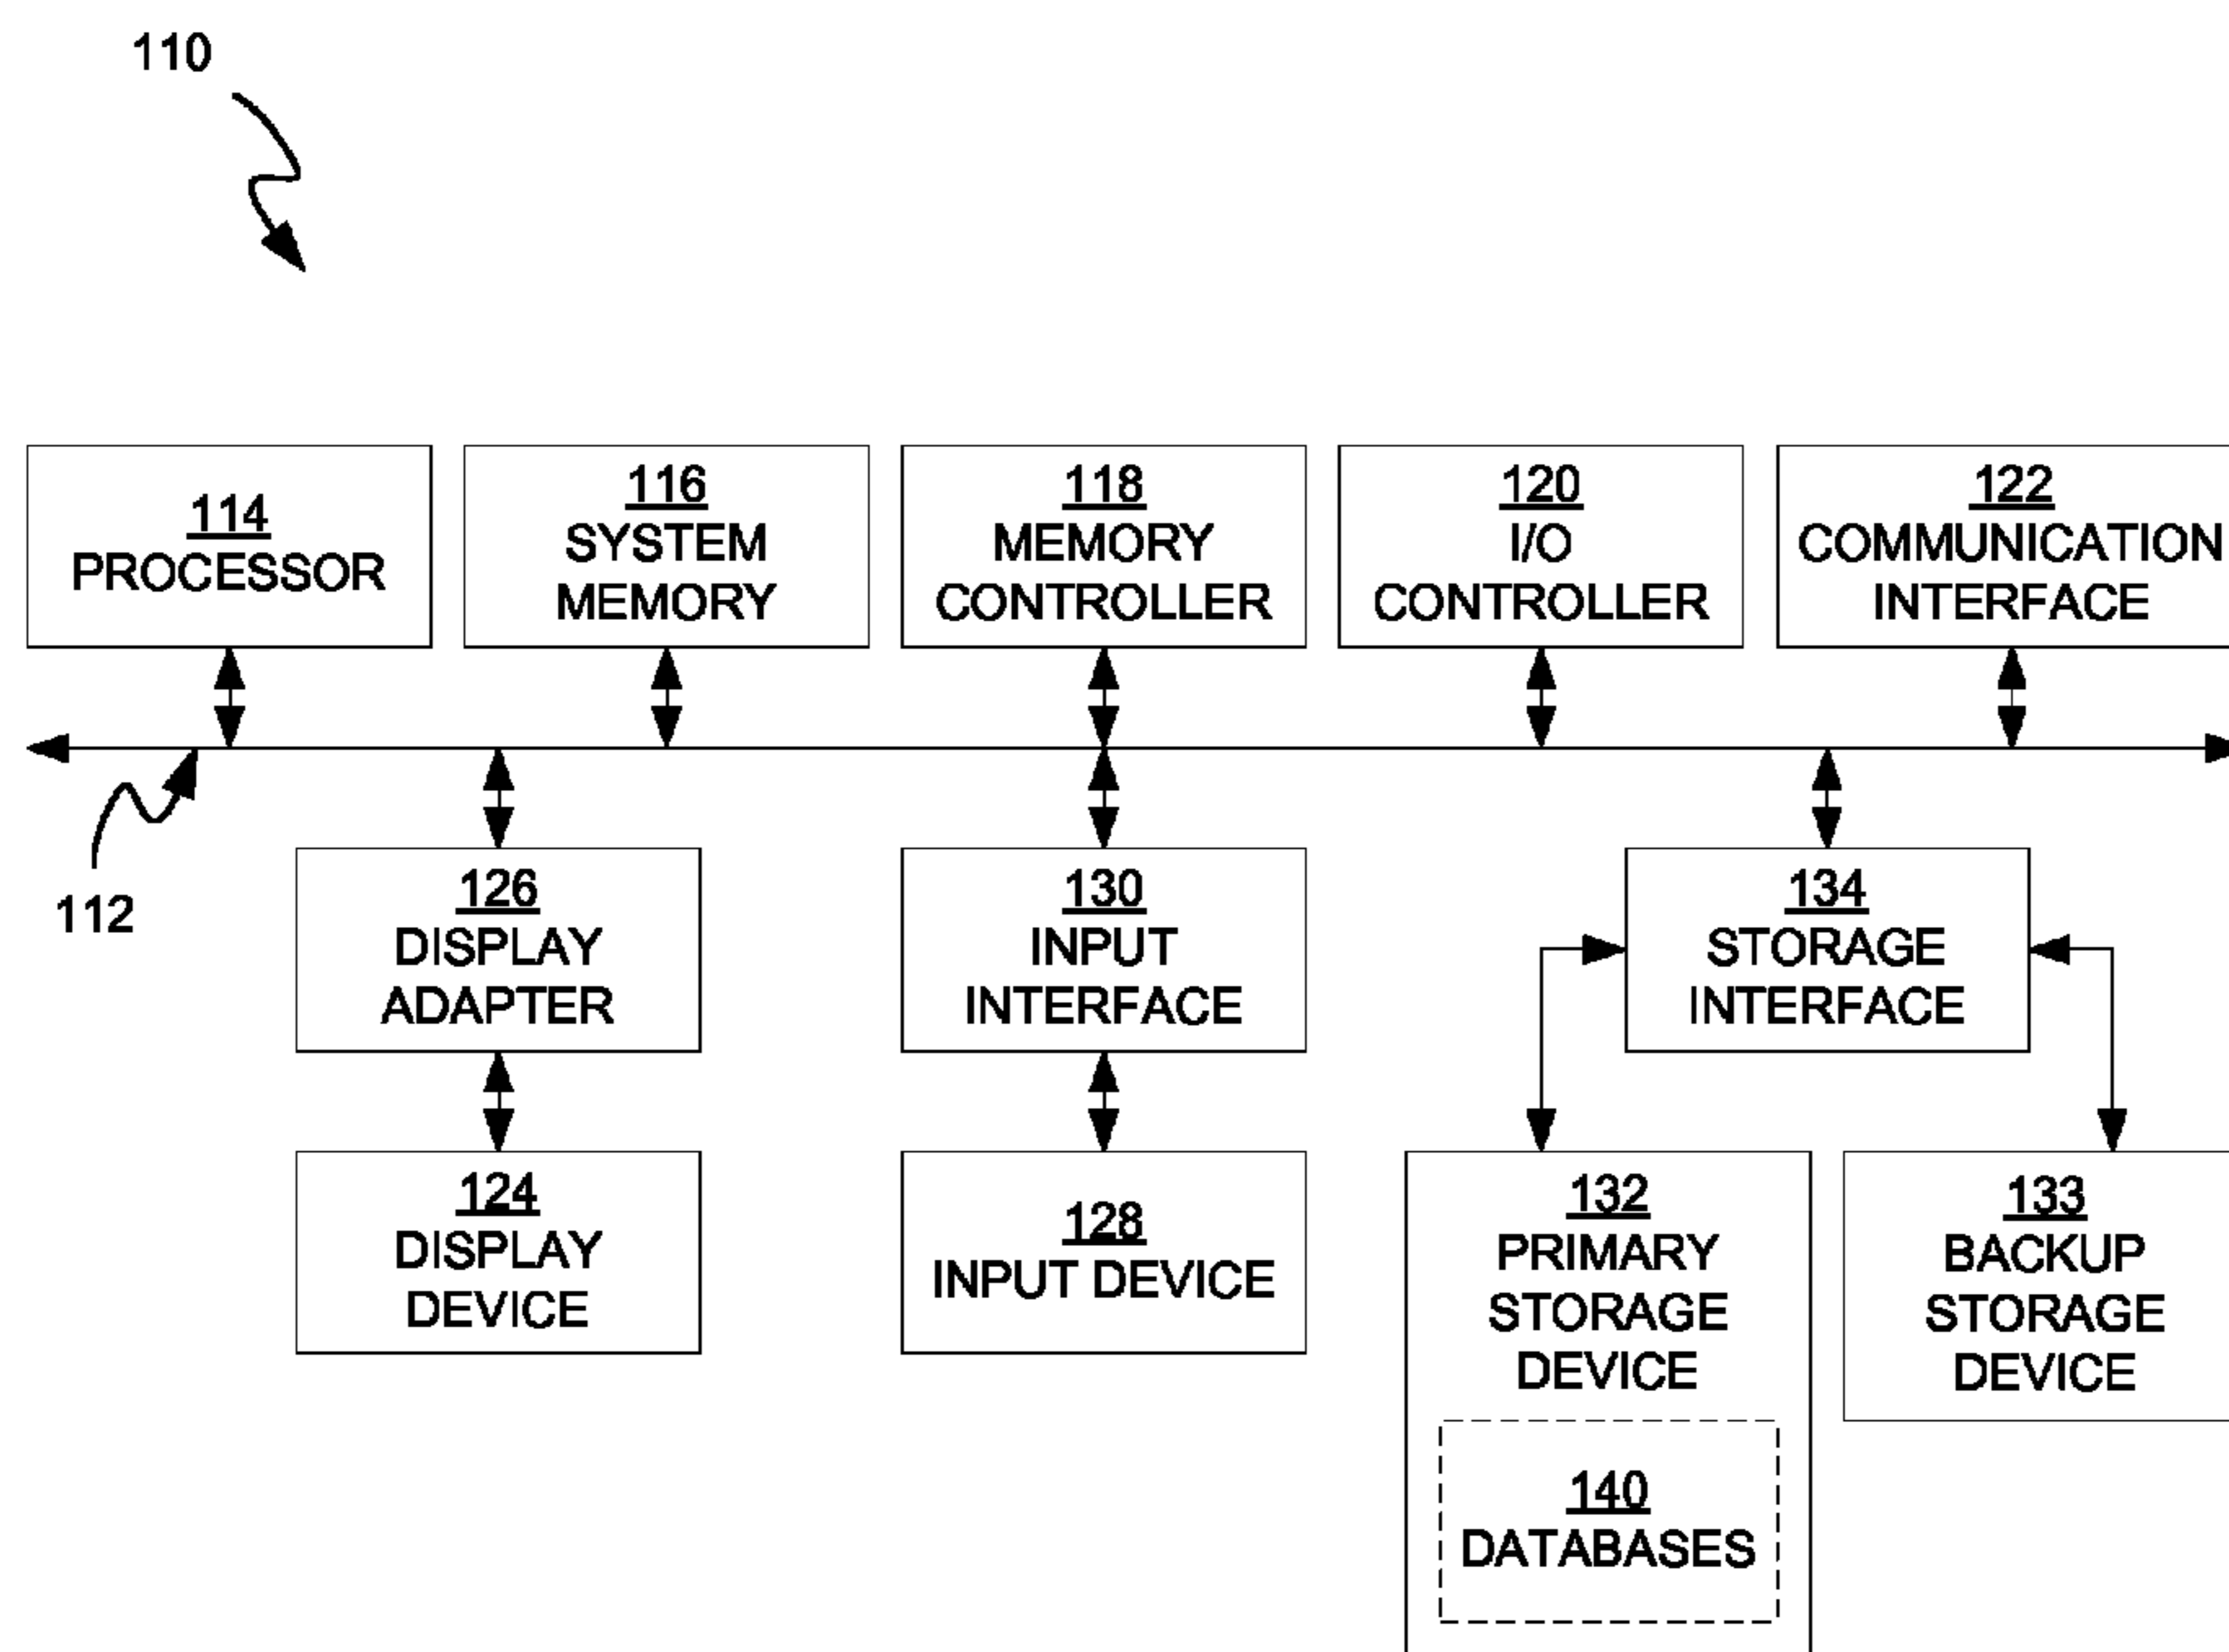 110
114
PROCESSOR
116
SYSTEM
MEMORY
118
MEMORY
CONTROLLER
120
I/O
CONTROLLER
122
COMMUNICATION
INTERFACE
112
126
DISPLAY
ADAPTER
130
INPUT
INTERFACE
134
STORAGE
INTERFACE
124
DISPLAY
DEVICE
128
INPUT DEVICE
132
PRIMARY
STORAGE
DEVICE
133
BACKUP
STORAGE
DEVICE
140
DATABASES